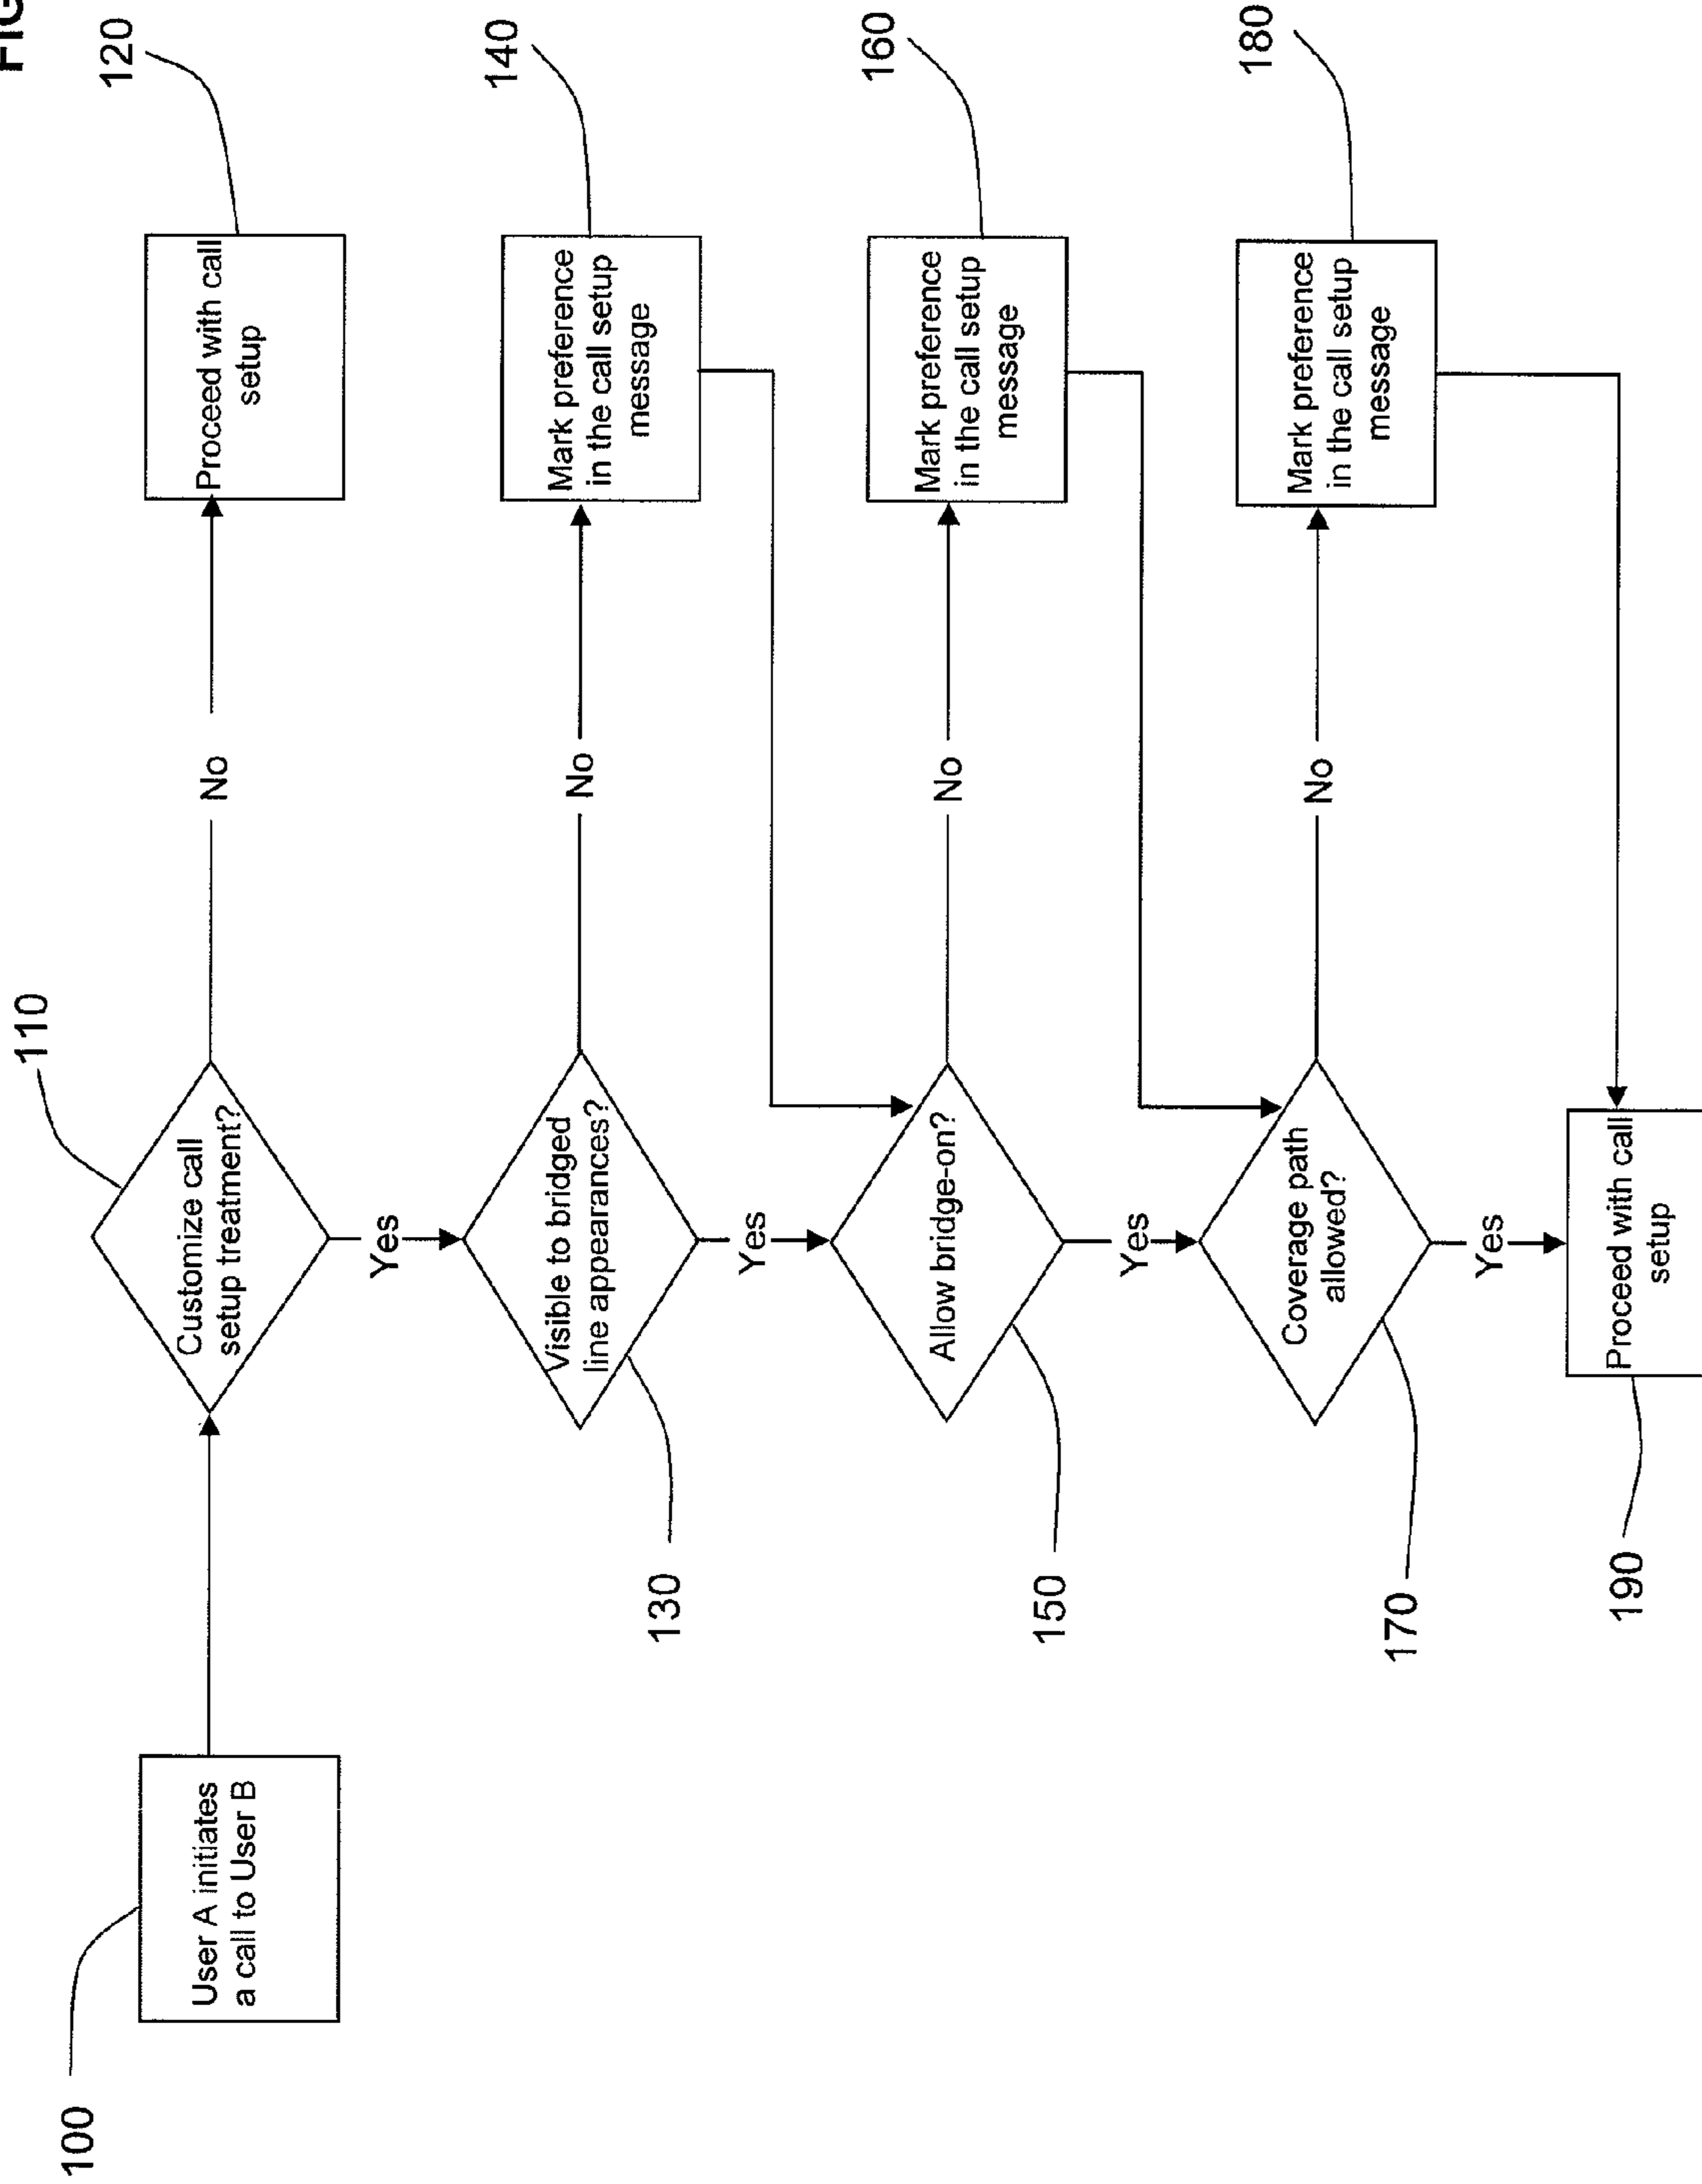 FIG
100
User A initiates
a call to User B
110
Customize call
setup treatment?
No
120
Proceed with call
setup
Yes
130
Visible to bridged
line appearances?
No
140
Mark preference
in the call setup
message
Yes
150
Allow bridge-on?
No
160
Mark preference
in the call setup
message
Yes
170
Coverage path
allowed?
No
180
Mark preference
in the call setup
message
Yes
190
Proceed with call
setup